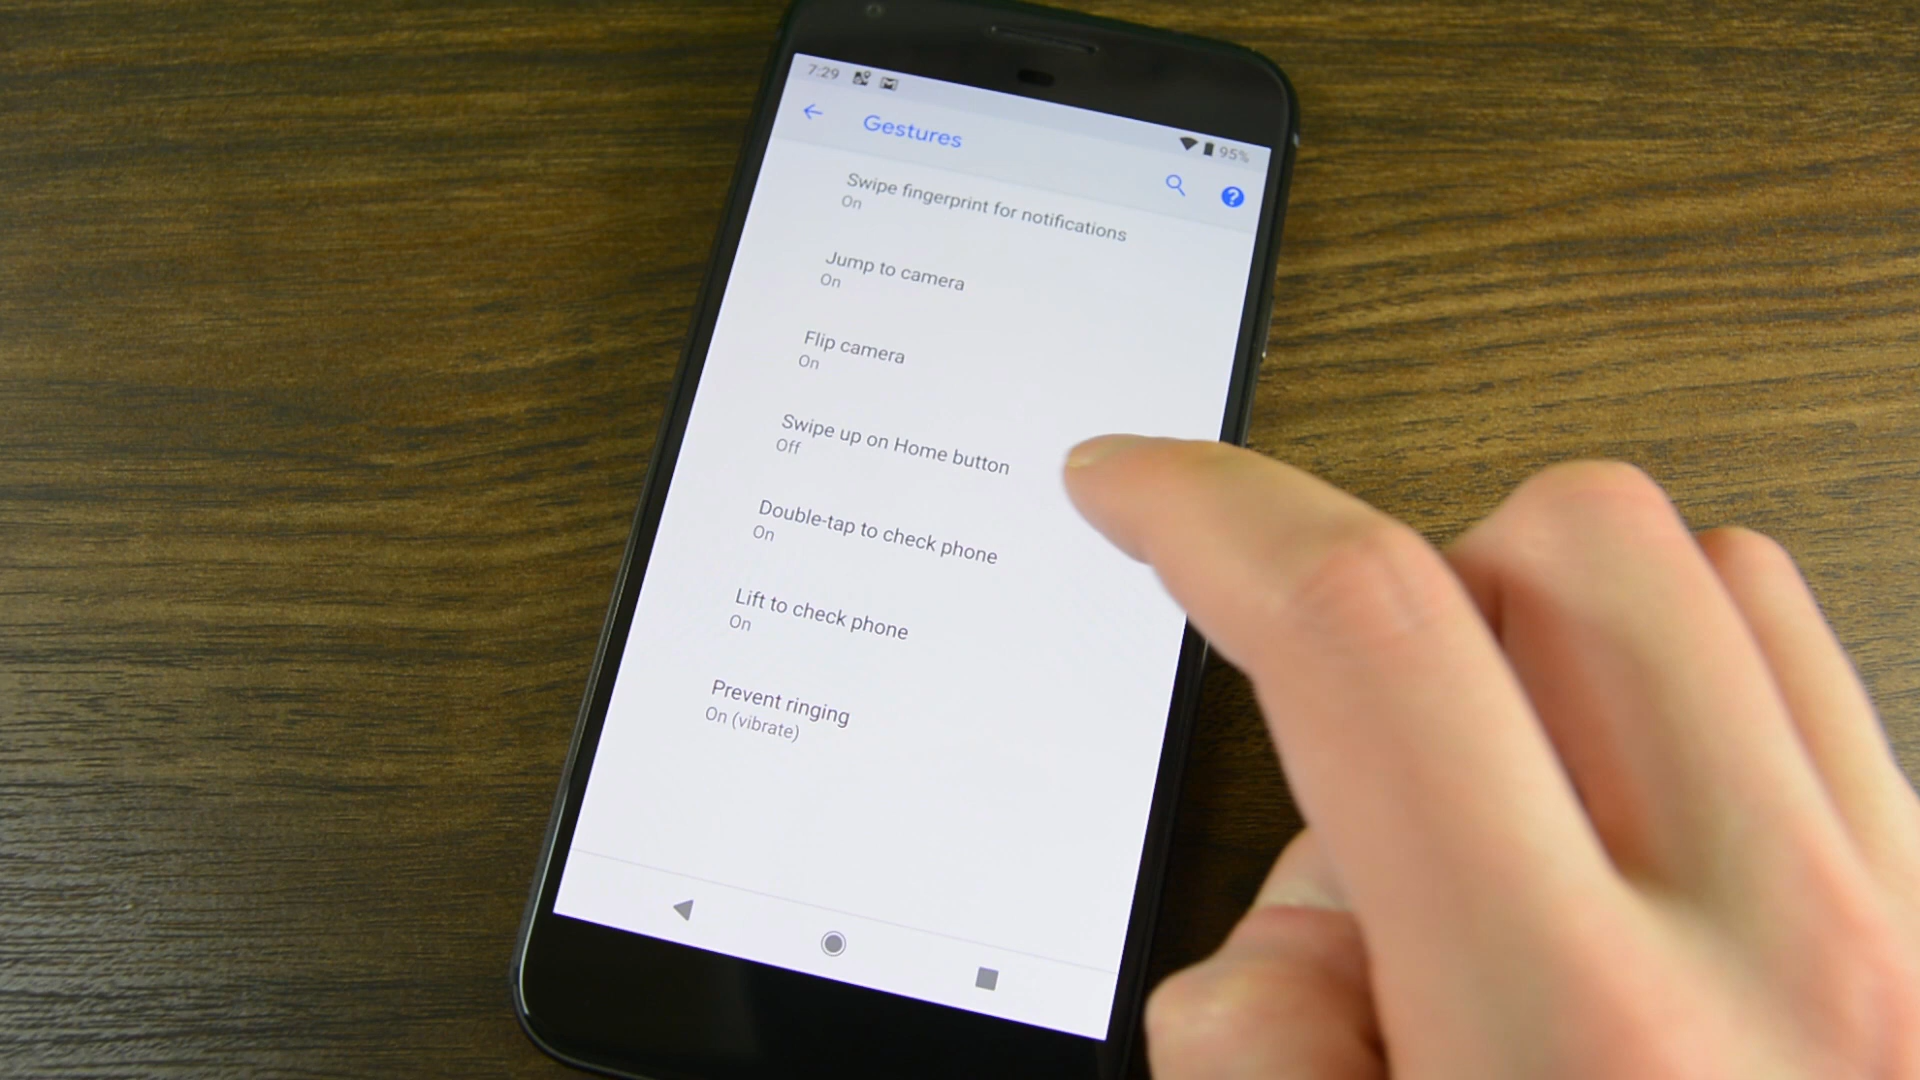 7:29
95%
Gestures
?
Swipe fingerprint for notifications
On
Jump to camera
On
Flip camera
On
Swipe up on Home button
Off
Double-tap to check phone
On
Lift to check phone
On
Prevent ringing
On (vibrate)